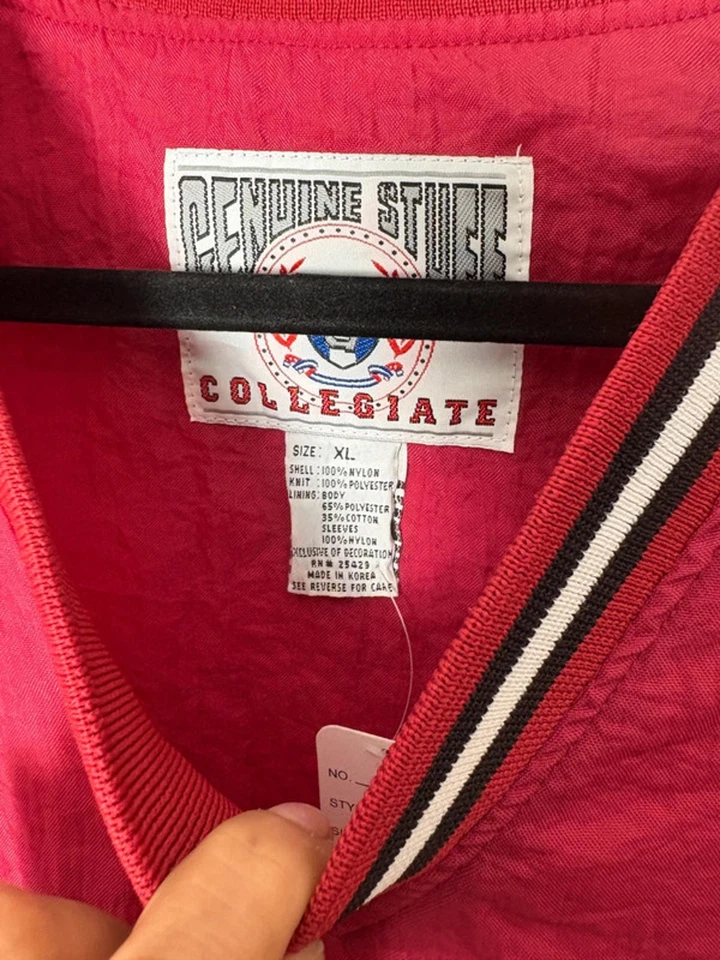 GENUINE STUFF
COLLEGIATE
SIZE: XL
SHELL: 100% NYLON
KNIT: 100% POLYESTER
LINING: BODY
65% POLYESTER
35% COTTON
SLEEVES
100% NYLON
EXCLUSIVE OF DECORATION
RN# 25429
MADE IN KOREA
SEE REVERSE FOR CARE
NO.